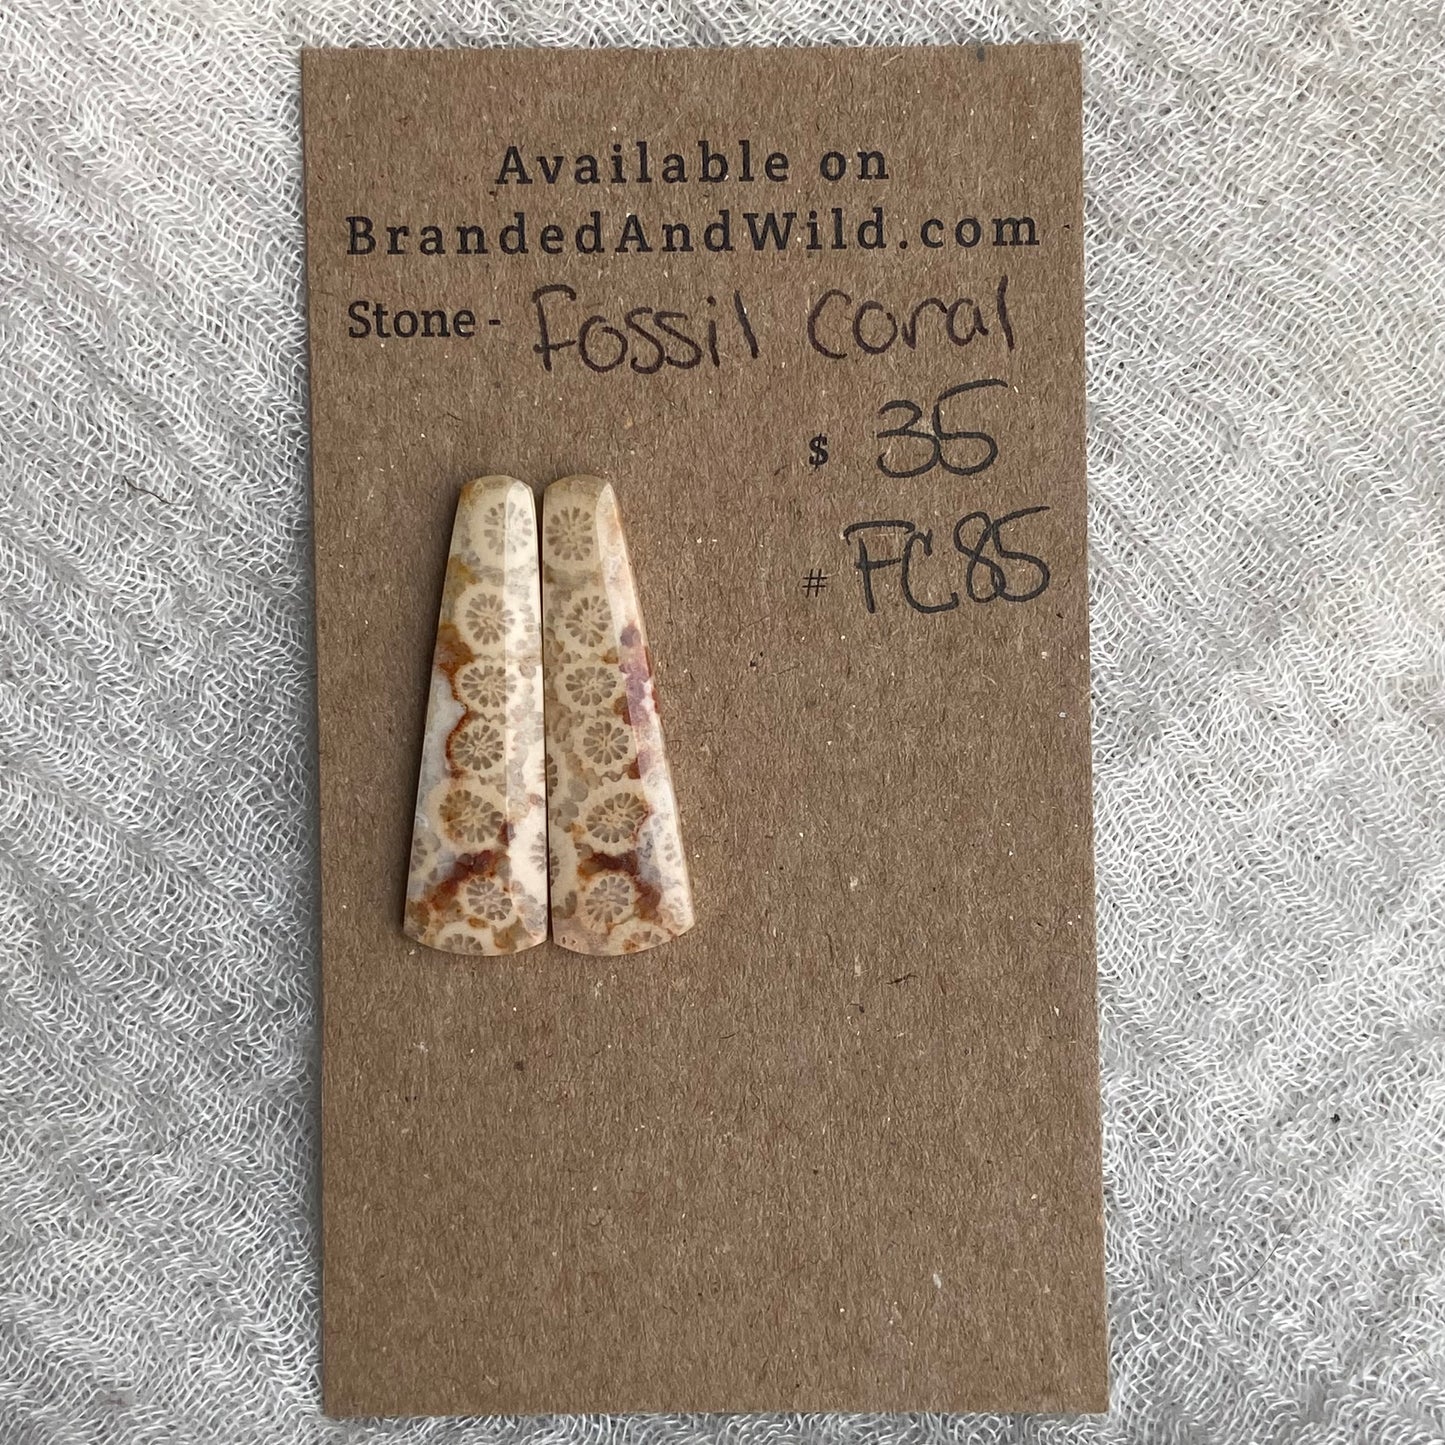 Available on
BrandedAndWild.com
Stone - Fossil Coral
$ 35
# FC85